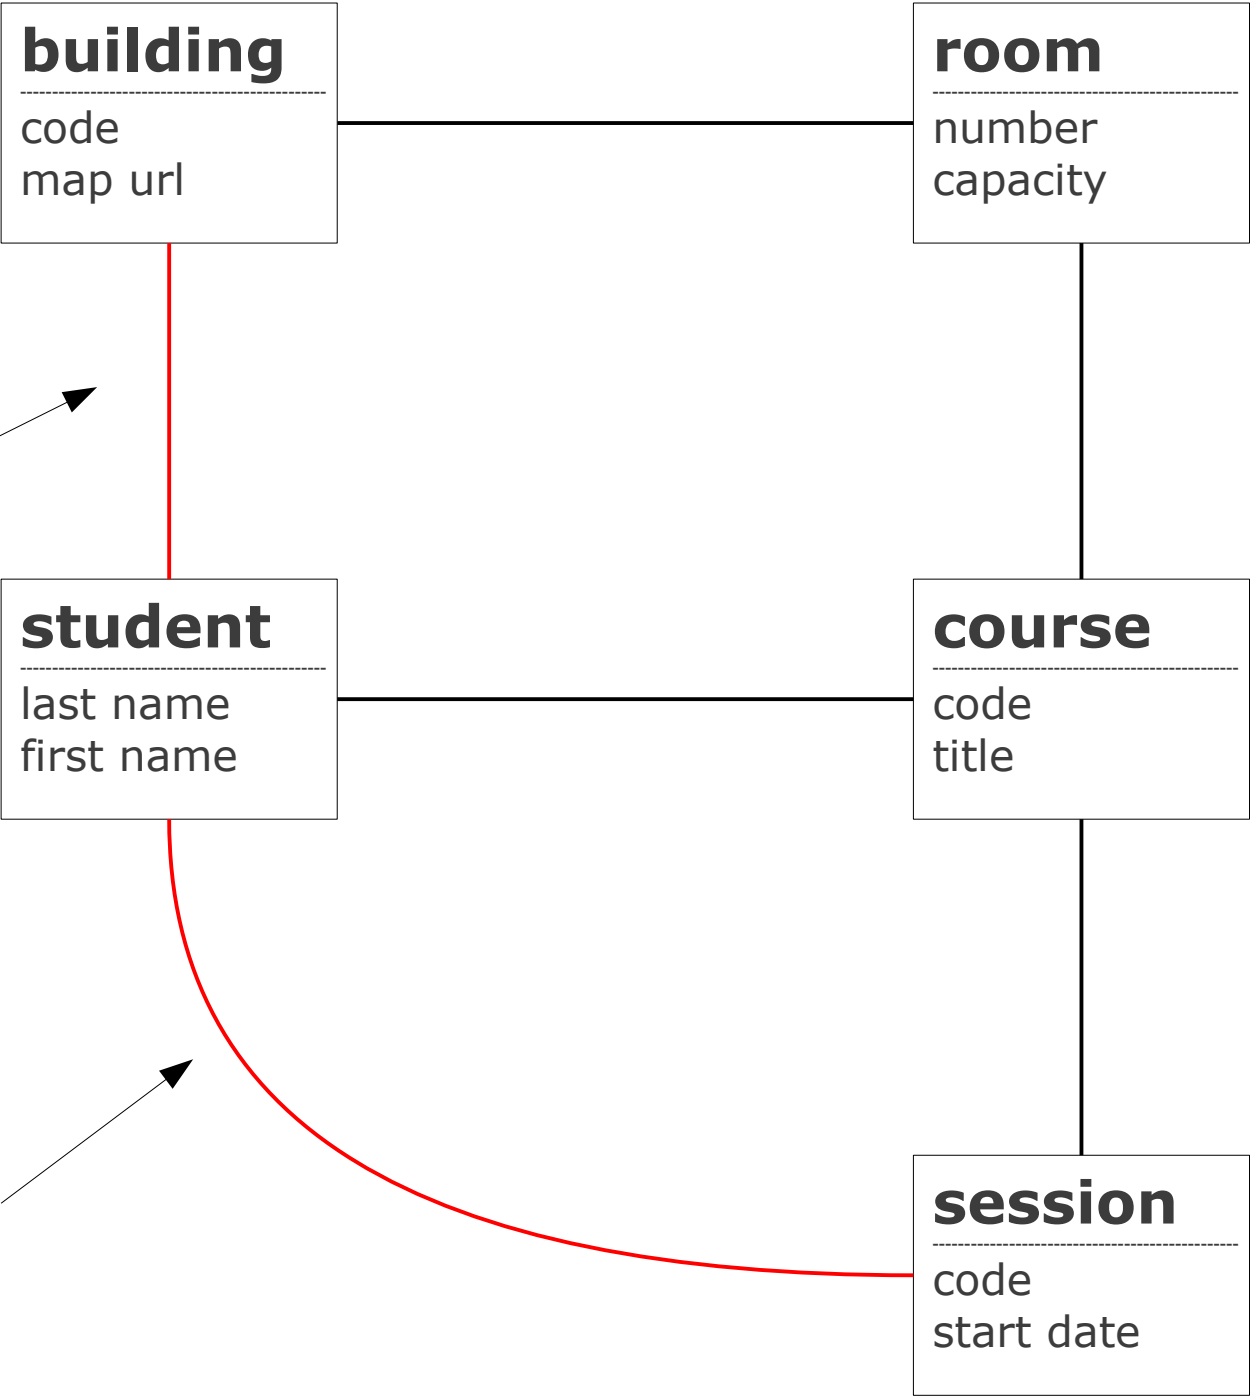 building
code
map url
room
number
capacity
student
last name
first name
course
code
title
session
code
start date